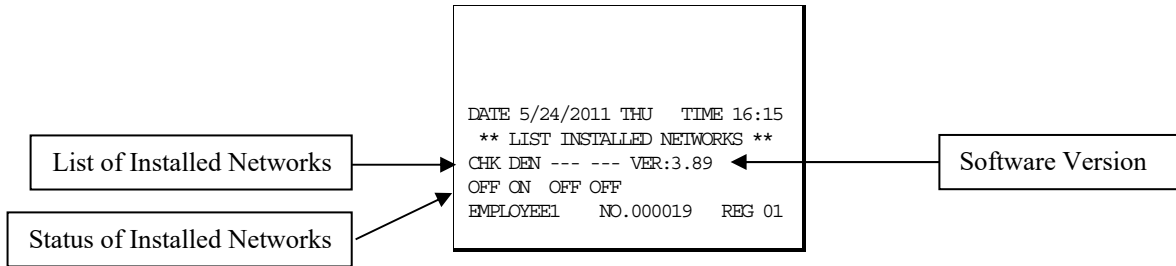 DATE 5/24/2011 THU TIME 16:15
** LIST INSTALLED NETWORKS **
List of Installed Networks
CHK DEN --- --- VER:3.89
Software Version
OFF ON OFF OFF
Status of Installed Networks
EMPLOYEE1 NO.000019 REG 01